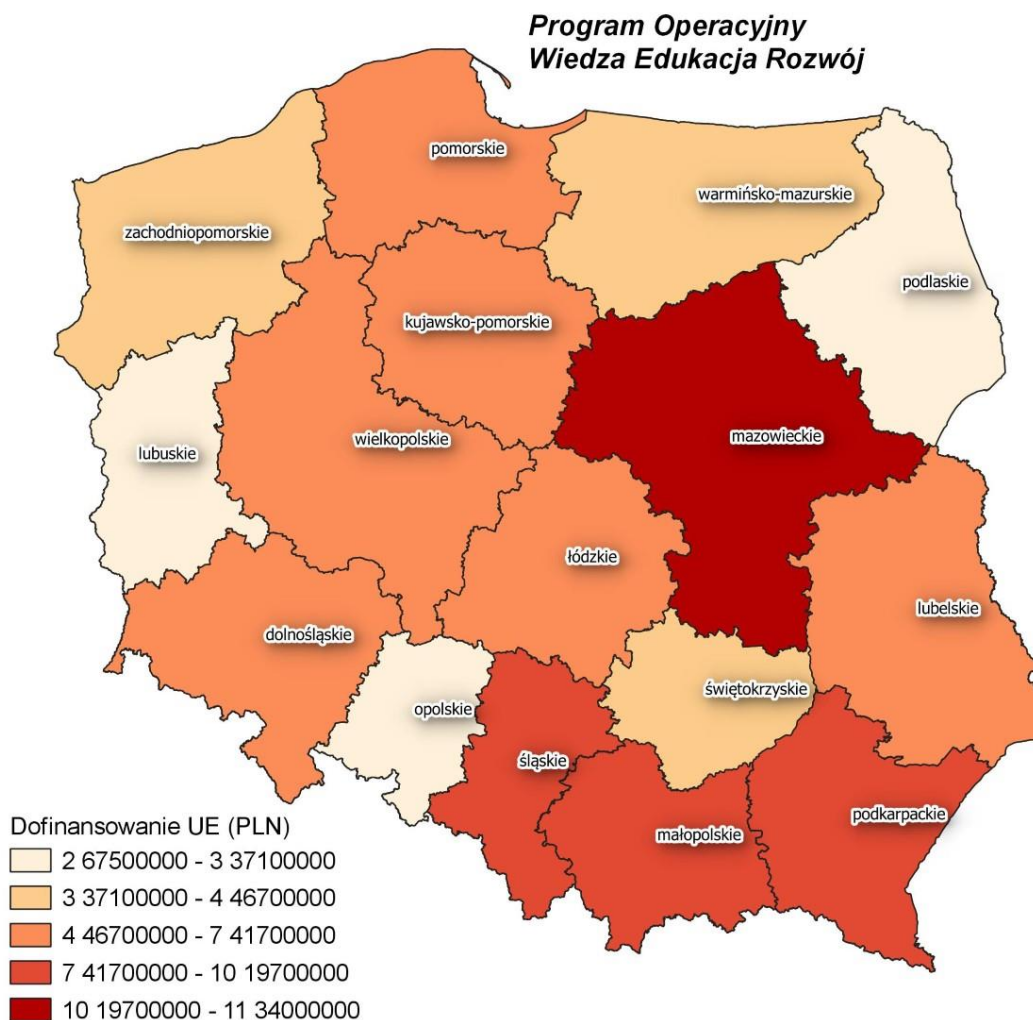 Program Operacyjny
Wiedza Edukacja Rozwój
pomorskie
warmińsko-mazurskie
zachodniopomorskie
podlaskie
kujawsko-pomorskie
wielkopolskie
mazowieckie
lubuskie
łódzkie
lubelskie
dolnośląskie
świętokrzyskie
opolskie
śląskie
podkarpackie
małopolskie
Dofinansowanie UE (PLN)
2 67500000 - 3 37100000
3 37100000 - 4 46700000
4 46700000 - 7 41700000
7 41700000 - 10 19700000
10 19700000 - 11 34000000